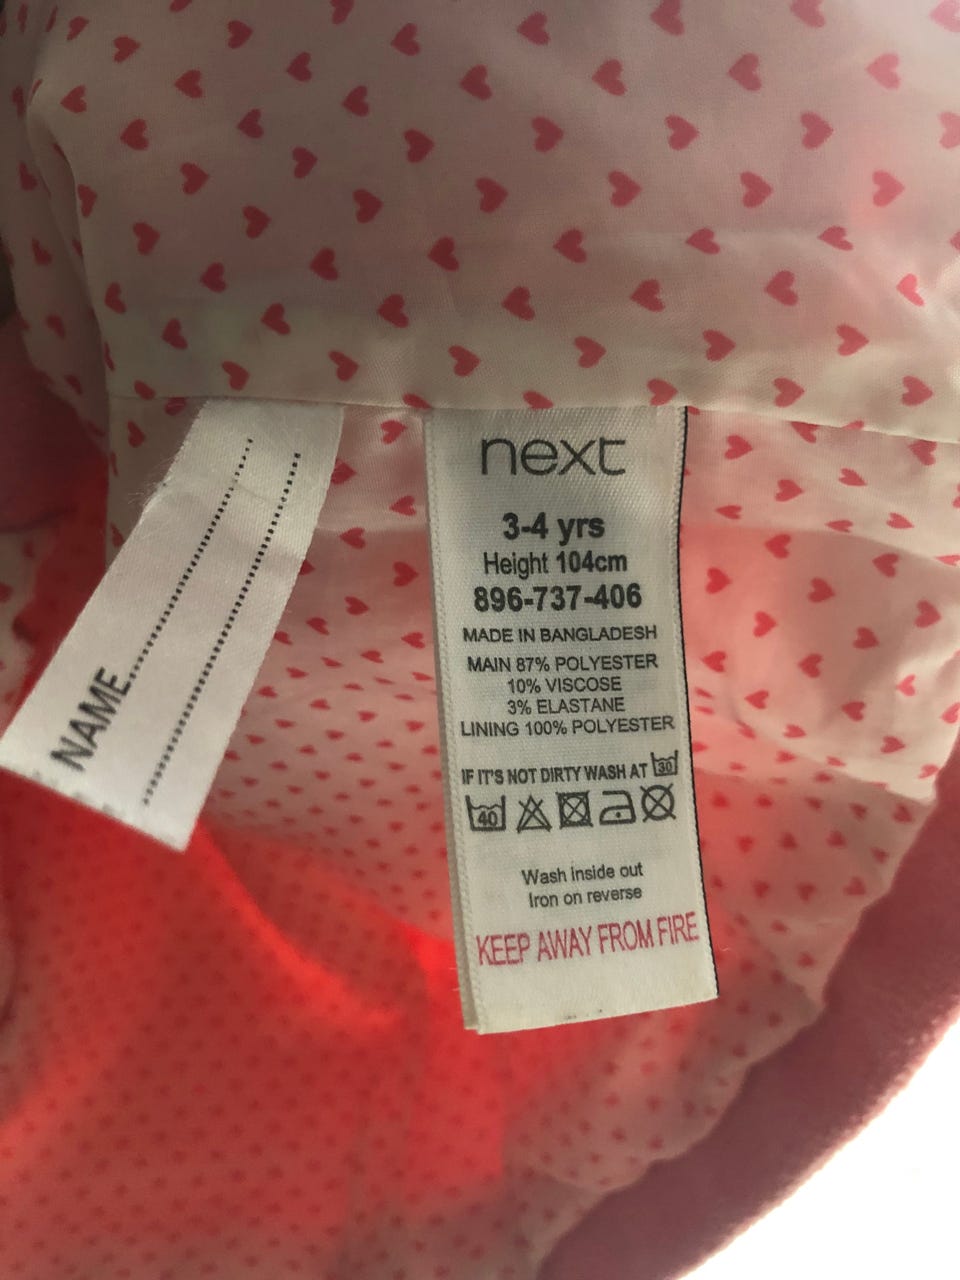 NAME
next
3-4 yrs
Height 104cm
896-737-406
MADE IN BANGLADESH
MAIN 87% POLYESTER
10% VISCOSE
3% ELASTANE
LINING 100% POLYESTER
IF IT'S NOT DIRTY WASH AT 30
40
Wash inside out
Iron on reverse
KEEP AWAY FROM FIRE